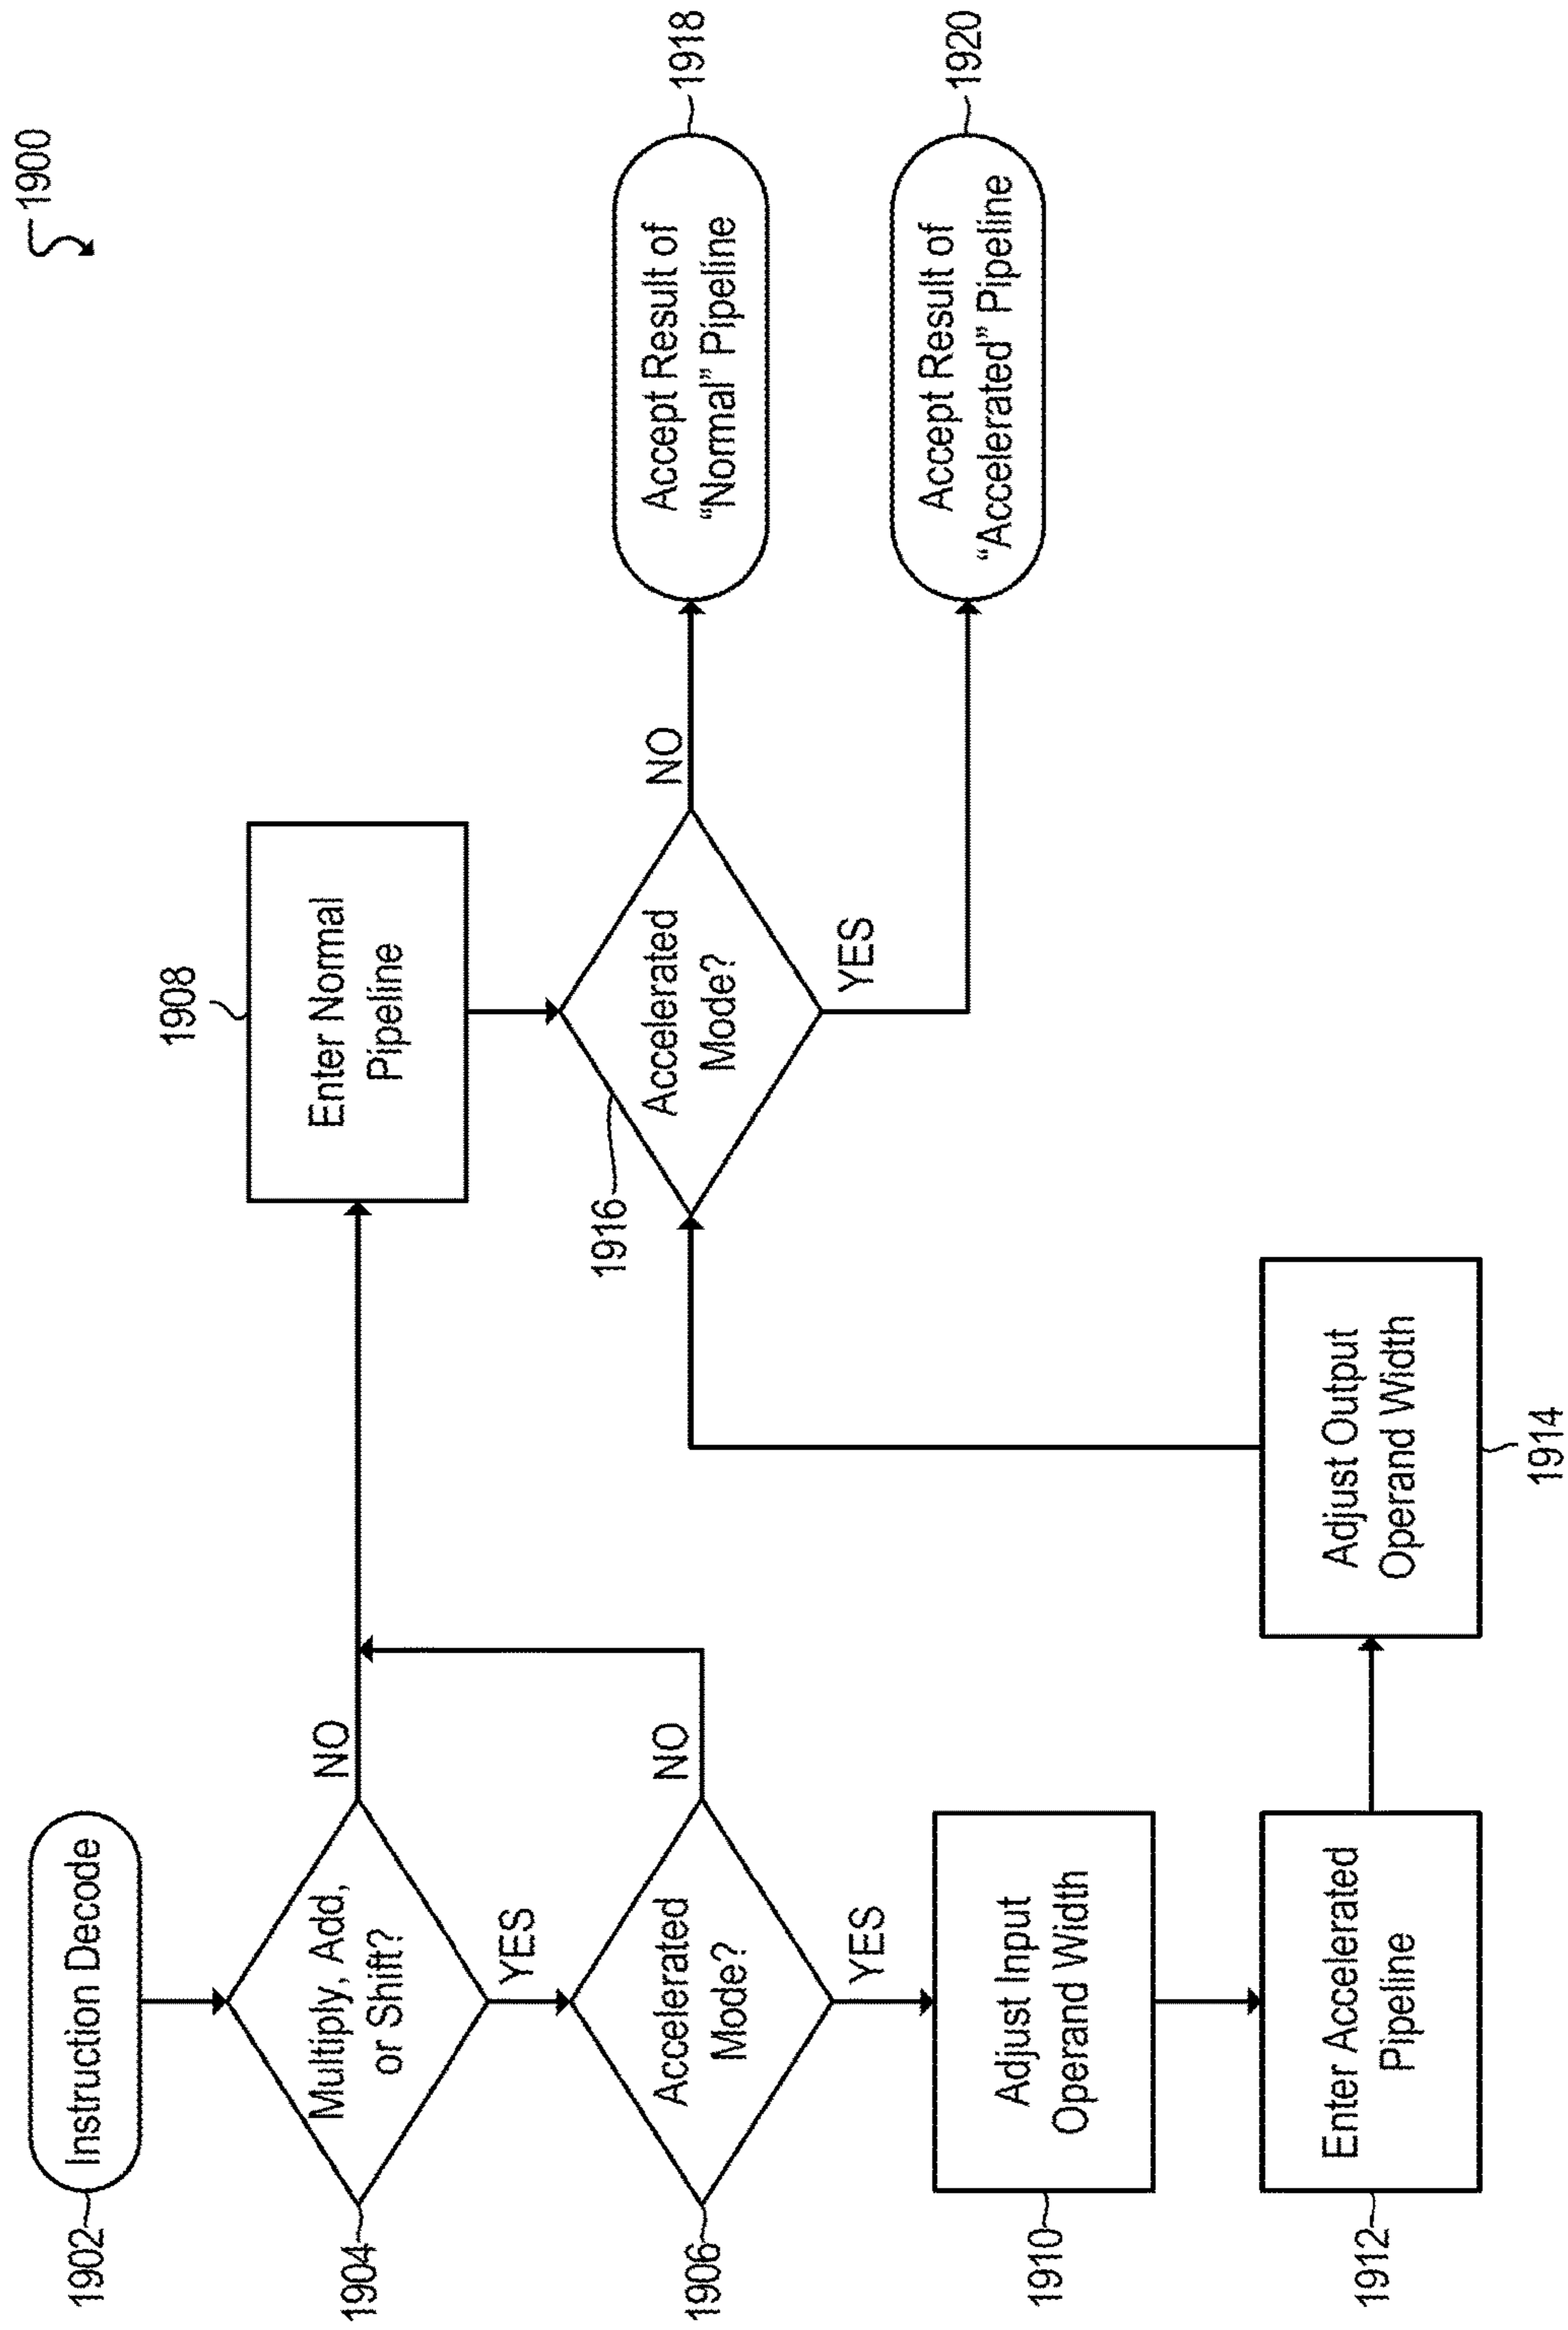 1900
1902
Instruction Decode
1904
Multiply, Add,
or Shift?
NO
YES
1906
Accelerated
Mode?
NO
YES
1908
Enter Normal
Pipeline
1910
Adjust Input
Operand Width
1912
Enter Accelerated
Pipeline
Adjust Output
Operand Width
1914
1916
Accelerated
Mode?
NO
YES
Accept Result of
“Normal” Pipeline
1918
Accept Result of
“Accelerated” Pipeline
1920